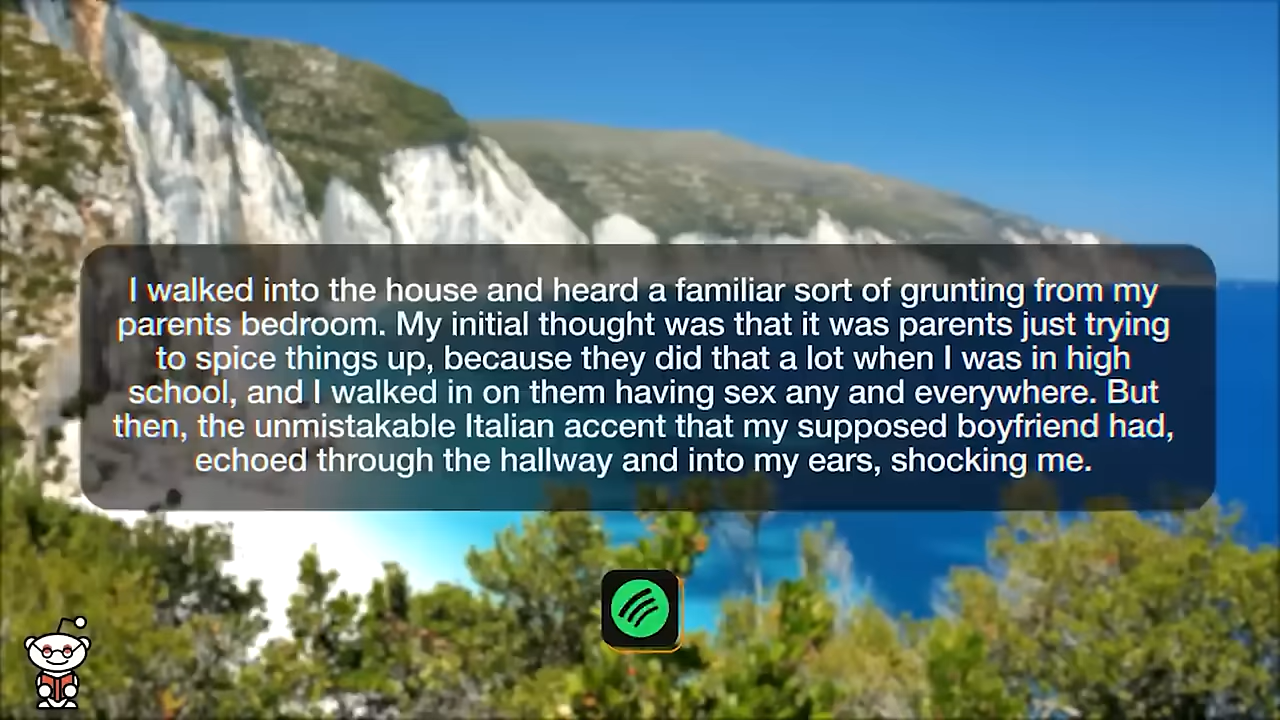 I walked into the house and heard a familiar sort of grunting from my
parents bedroom. My initial thought was that it was parents just trying
to spice things up, because they did that a lot when I was in high
school, and I walked in on them having sex any and everywhere. But
then, the unmistakable Italian accent that my supposed boyfriend had,
echoed through the hallway and into my ears, shocking me.